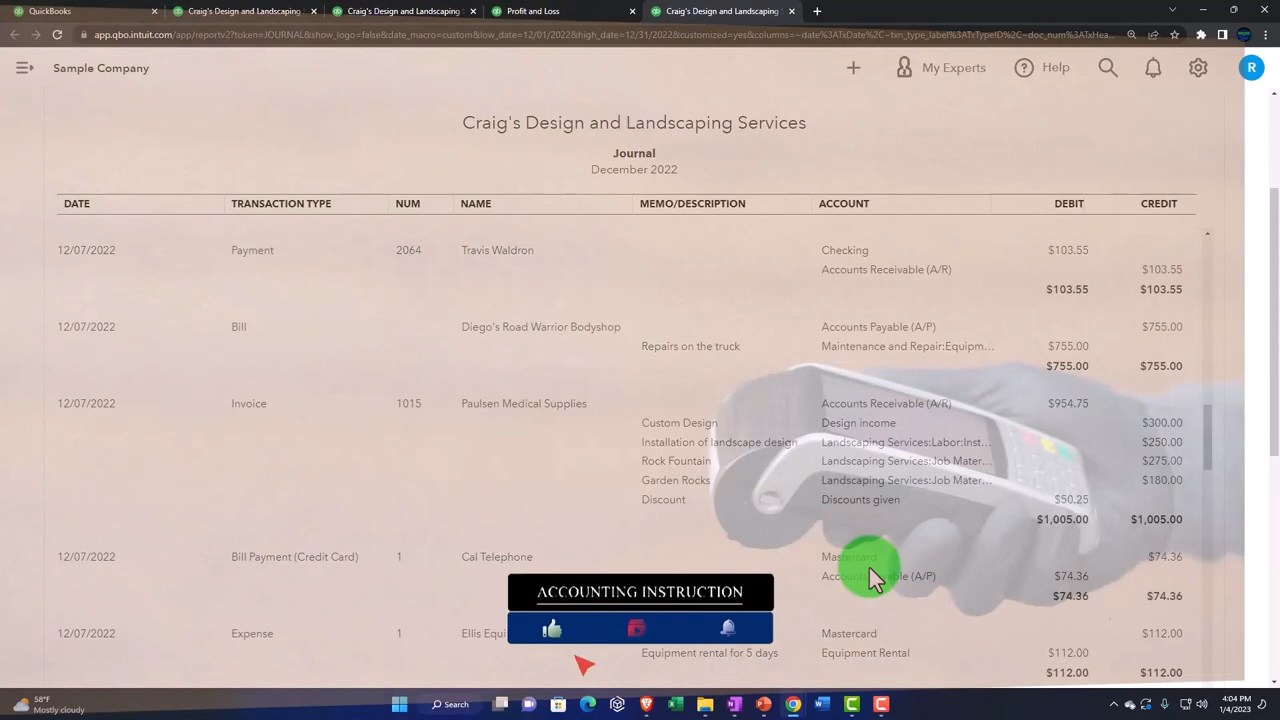 QuickBooks
Craig's Design and Landscaping S
Craig's Design and Landscaping S
Profit and Loss
Craig's Design and Landscaping S
app.qbo.intuit.com/app/reportv2?token=JOURNAL&show_logo=false&date_macro=custom&low_date=12/01/2022&high_date=12/31/2022&customized=yes&columns=~date%3ATxDate%2C~txn_type_label%3ATxTypeID%2C~doc_num%3ATxHea...
Sample Company
My Experts
Help
R
Craig's Design and Landscaping Services
Journal
December 2022
DATE TRANSACTION TYPE NUM NAME MEMO/DESCRIPTION ACCOUNT DEBIT CREDIT
12/07/2022 Payment 2064 Travis Waldron Checking $103.55
Accounts Receivable (A/R) $103.55
$103.55 $103.55
12/07/2022 Bill Diego's Road Warrior Bodyshop Accounts Payable (A/P) $755.00
Repairs on the truck Maintenance and Repair:Equipm... $755.00
$755.00 $755.00
12/07/2022 Invoice 1015 Paulsen Medical Supplies Accounts Receivable (A/R) $954.75
Custom Design Design income $300.00
Installation of landscape design Landscaping Services:Labor:Inst... $250.00
Rock Fountain Landscaping Services:Job Mater... $275.00
Garden Rocks Landscaping Services:Job Mater... $180.00
Discount Discounts given $50.25
$1,005.00 $1,005.00
12/07/2022 Bill Payment (Credit Card) 1 Cal Telephone Mastercard $74.36
Accounts Payable (A/P) $74.36
$74.36 $74.36
ACCOUNTING INSTRUCTION
12/07/2022 Expense 1 Ellis Equi Mastercard $112.00
Equipment rental for 5 days Equipment Rental $112.00
$112.00 $112.00
58°F
Mostly cloudy
Search
4:04 PM
1/4/2023